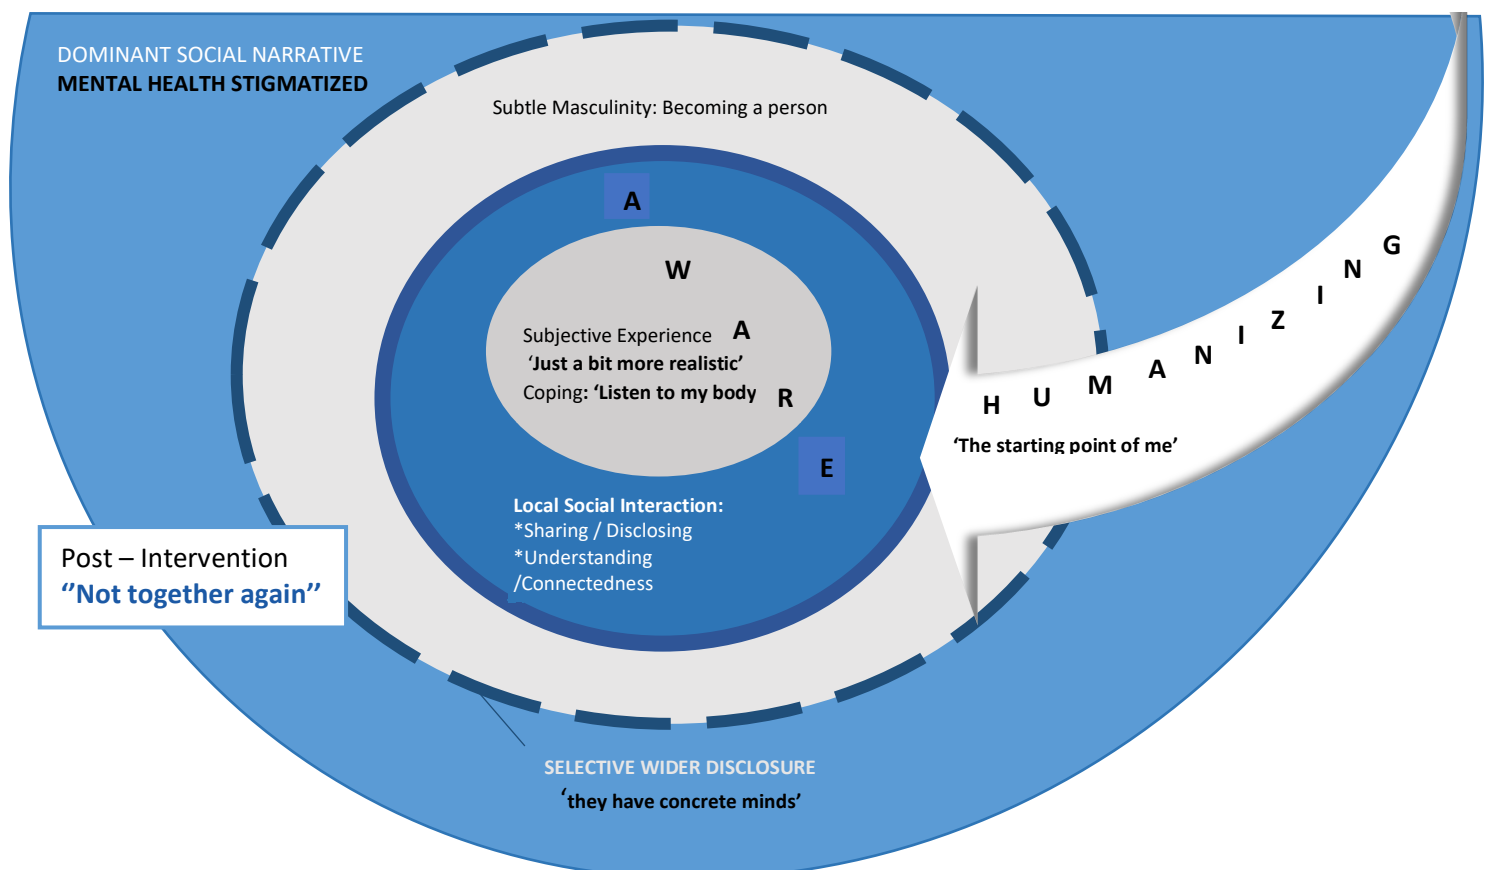 DOMINANT SOCIAL NARRATIVE
MENTAL HEALTH STIGMATIZED
Subtle Masculinity: Becoming a person
A
W
A
R
E
Subjective Experience
‘Just a bit more realistic’
Coping: ‘Listen to my body
Local Social Interaction:
*Sharing / Disclosing
*Understanding
/Connectedness
HUMANIZING
‘The starting point of me’
Post – Intervention
‘’Not together again’’
SELECTIVE WIDER DISCLOSURE
‘they have concrete minds’